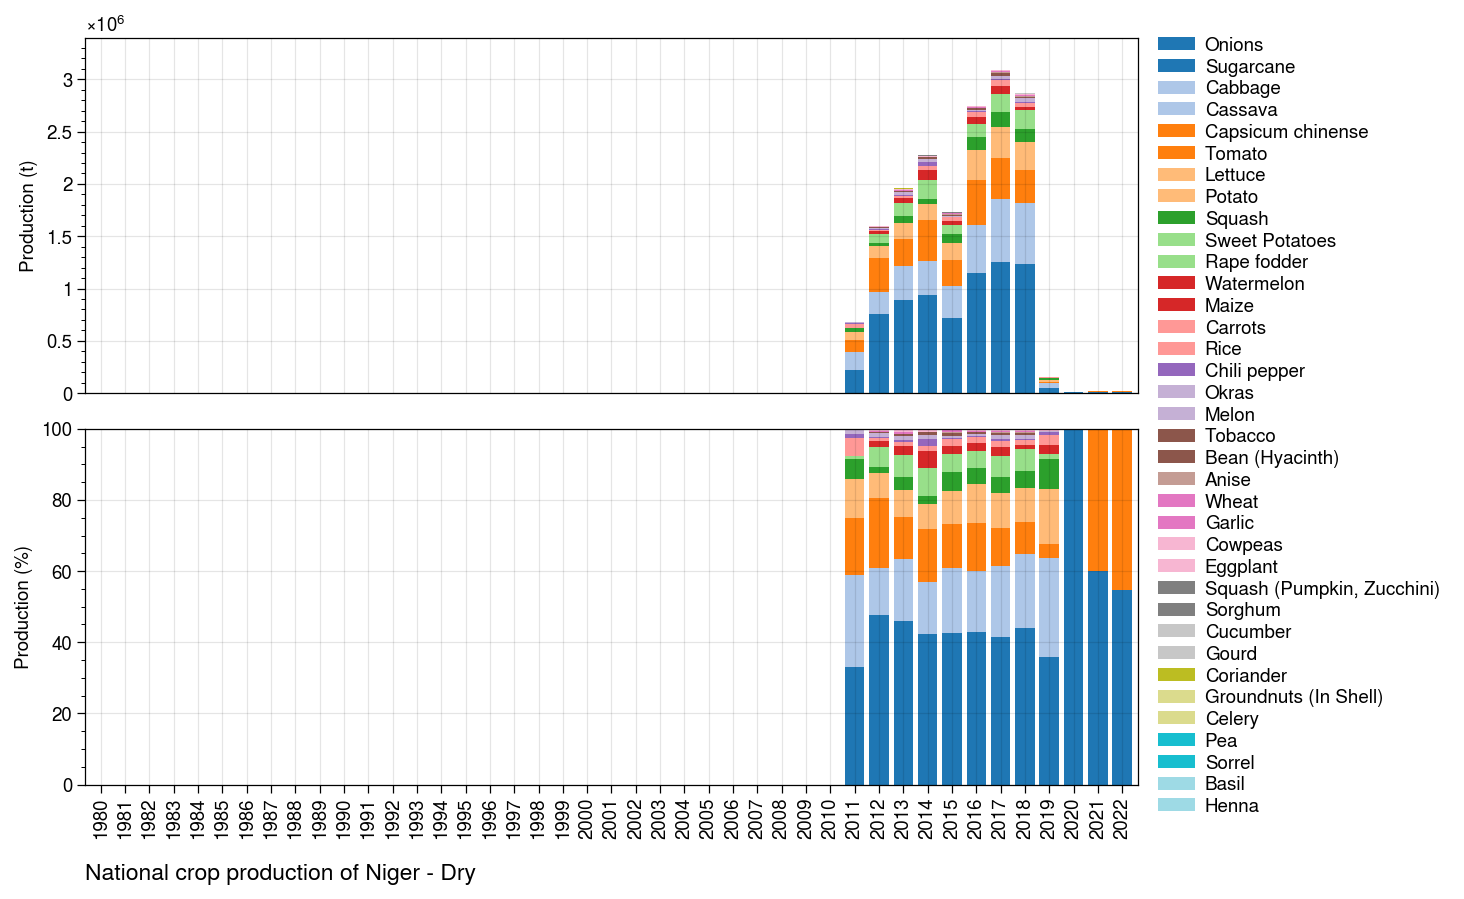 ×10⁶
3
2.5
2
1.5
1
0.5
0
Production (t)
100
80
60
40
20
0
Production (%)
1980 1981 1982 1983 1984 1985 1986 1987 1988 1989 1990 1991 1992 1993 1994 1995 1996 1997 1998 1999 2000 2001 2002 2003 2004 2005 2006 2007 2008 2009 2010 2011 2012 2013 2014 2015 2016 2017 2018 2019 2020 2021 2022
Onions
Sugarcane
Cabbage
Cassava
Capsicum chinense
Tomato
Lettuce
Potato
Squash
Sweet Potatoes
Rape fodder
Watermelon
Maize
Carrots
Rice
Chili pepper
Okras
Melon
Tobacco
Bean (Hyacinth)
Anise
Wheat
Garlic
Cowpeas
Eggplant
Squash (Pumpkin, Zucchini)
Sorghum
Cucumber
Gourd
Coriander
Groundnuts (In Shell)
Celery
Pea
Sorrel
Basil
Henna
National crop production of Niger - Dry